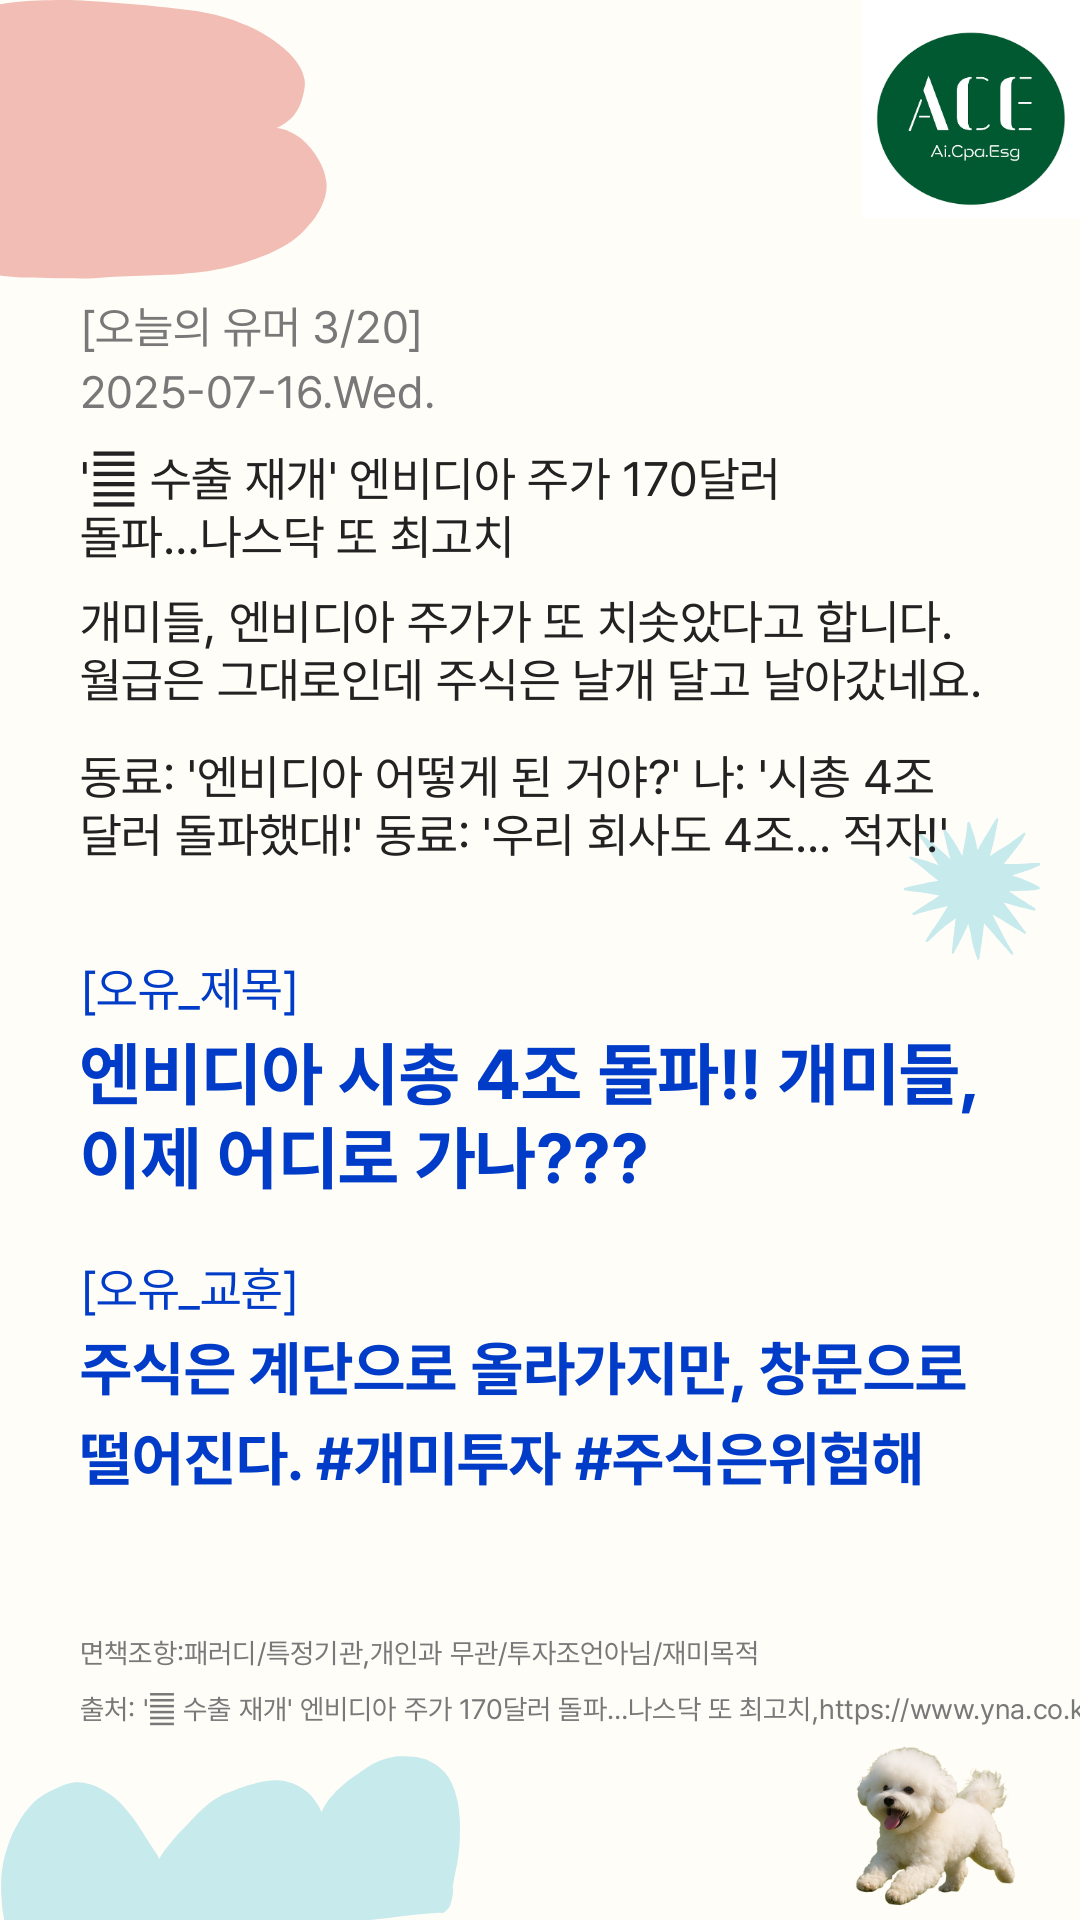 ACE
Ai.Cpa.Esg
[오늘의 유머 3/20]
2025-07-16.Wed.
' 수출 재개' 엔비디아 주가 170달러
돌파...나스닥 또 최고치
개미들, 엔비디아 주가가 또 치솟았다고 합니다.
월급은 그대로인데 주식은 날개 달고 날아갔네요.
동료: '엔비디아 어떻게 된 거야?' 나: '시총 4조
달러 돌파했대!' 동료: '우리 회사도 4조... 적자!'
[오유_제목]
엔비디아 시총 4조 돌파!! 개미들,
이제 어디로 가나???
[오유_교훈]
주식은 계단으로 올라가지만, 창문으로
떨어진다. #개미투자 #주식은위험해
면책조항:패러디/특정기관,개인과 무관/투자조언아님/재미목적
출처: ' 수출 재개' 엔비디아 주가 170달러 돌파...나스닥 또 최고치,https://www.yna.co.k